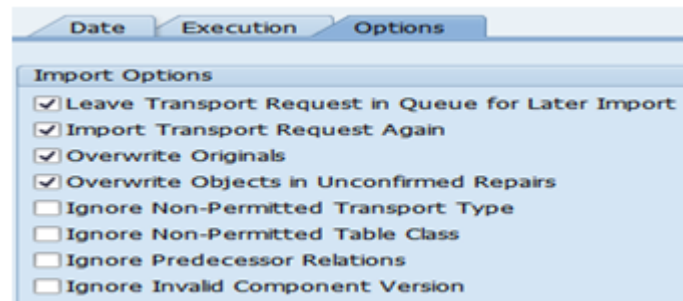 Date Execution Options
Import Options
Leave Transport Request in Queue for Later Import
Import Transport Request Again
Overwrite Originals
Overwrite Objects in Unconfirmed Repairs
Ignore Non-Permitted Transport Type
Ignore Non-Permitted Table Class
Ignore Predecessor Relations
Ignore Invalid Component Version